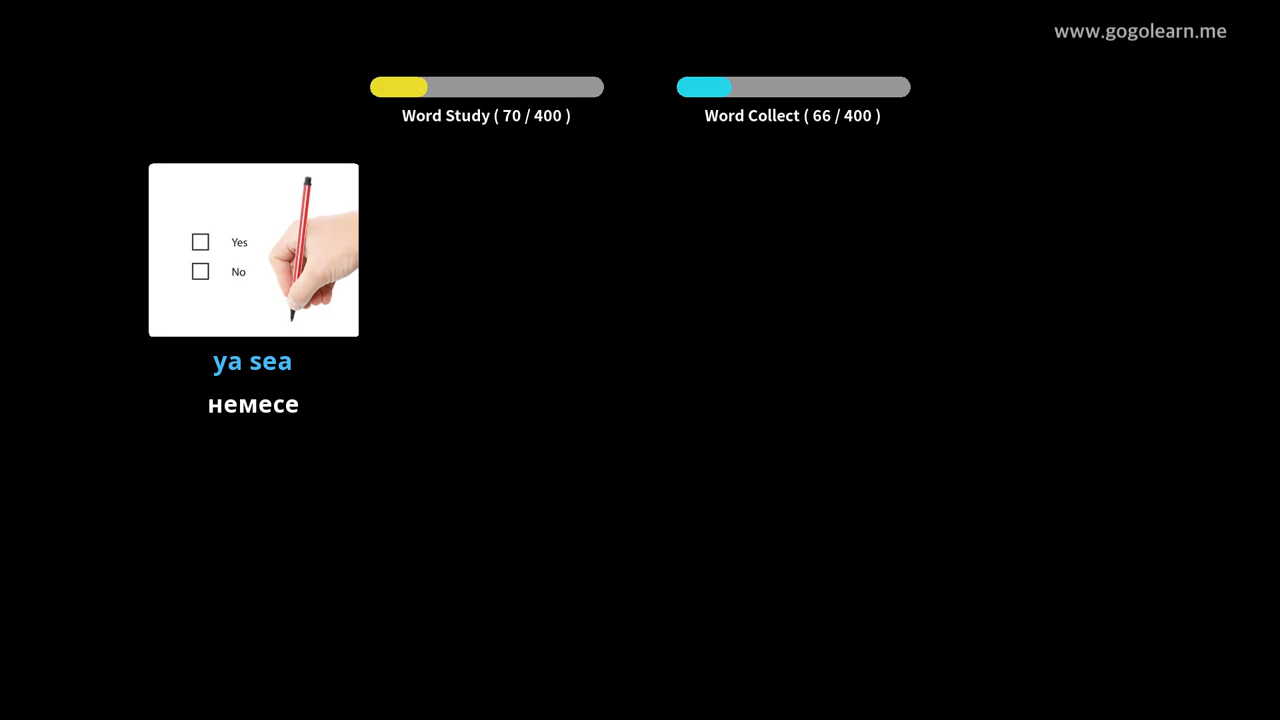 www.gogolearn.me
Word Study ( 70 / 400 )
Word Collect ( 66 / 400 )
Yes
No
ya sea
немесе